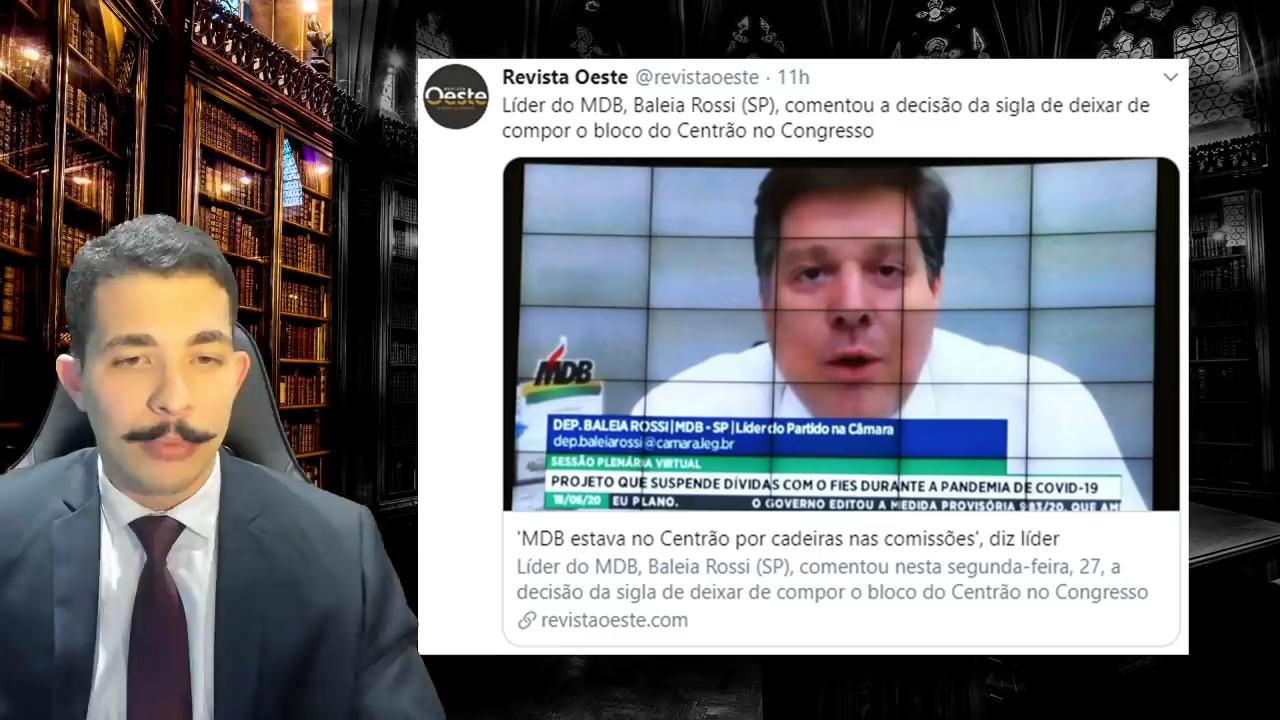 Revista Oeste @revistaoeste · 11h
Oeste
Líder do MDB, Baleia Rossi (SP), comentou a decisão da sigla de deixar de
compor o bloco do Centrão no Congresso
MDB
DEP. BALEIA ROSSI | MDB - SP | Líder do Partido na Câmara
dep.baleiarossi@camara.leg.br
SESSÃO PLENÁRIA VIRTUAL
PROJETO QUE SUSPENDE DÍVIDAS COM O FIES DURANTE A PANDEMIA DE COVID-19
18/06/20 EU PLANO. O GOVERNO EDITOU A MEDIDA PROVISÓRIA 983/20, QUE AM
'MDB estava no Centrão por cadeiras nas comissões', diz líder
Líder do MDB, Baleia Rossi (SP), comentou nesta segunda-feira, 27, a
decisão da sigla de deixar de compor o bloco do Centrão no Congresso
revistaoeste.com